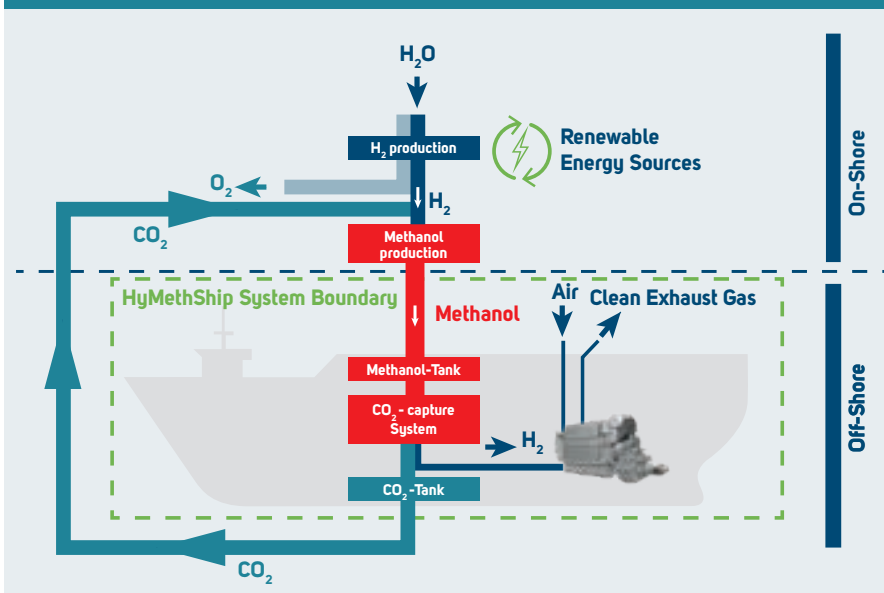 H₂O
H₂ production
Renewable
Energy Sources
O₂
H₂
CO₂
Methanol
production
On-Shore
HyMethShip System Boundary
Air
Clean Exhaust Gas
Methanol
Methanol-Tank
CO₂- capture
System
H₂
CO₂-Tank
CO₂
Off-Shore